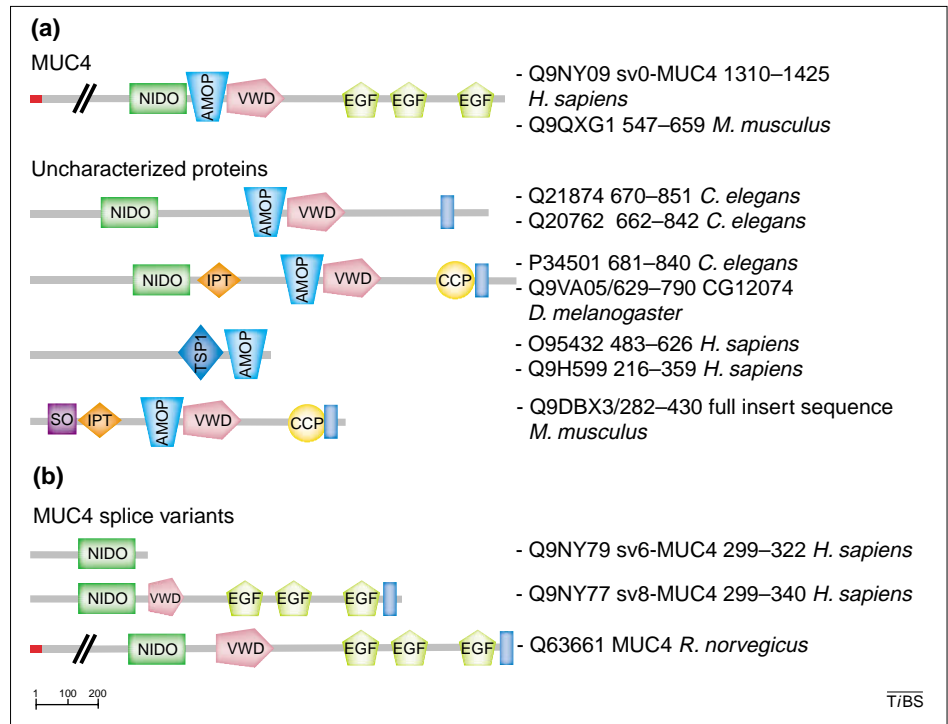 (a)
MUC4
NIDO AMOP VWD EGF EGF EGF
- Q9NY09 sv0-MUC4 1310–1425
H. sapiens
- Q9QXG1 547–659 M. musculus
Uncharacterized proteins
NIDO AMOP VWD
- Q21874 670–851 C. elegans
- Q20762 662–842 C. elegans
NIDO IPT AMOP VWD CCP
- P34501 681–840 C. elegans
- Q9VA05/629–790 CG12074
D. melanogaster
TSP1 AMOP
- O95432 483–626 H. sapiens
- Q9H599 216–359 H. sapiens
SO IPT AMOP VWD CCP
- Q9DBX3/282–430 full insert sequence
M. musculus
(b)
MUC4 splice variants
NIDO
- Q9NY79 sv6-MUC4 299–322 H. sapiens
NIDO VWD EGF EGF EGF
- Q9NY77 sv8-MUC4 299–340 H. sapiens
NIDO VWD EGF EGF EGF
- Q63661 MUC4 R. norvegicus
1 100 200
TiBS